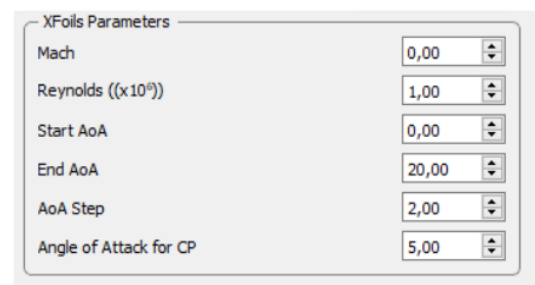 XFoils Parameters
Mach 0,00
Reynolds ((x10⁶)) 1,00
Start AoA 0,00
End AoA 20,00
AoA Step 2,00
Angle of Attack for CP 5,00